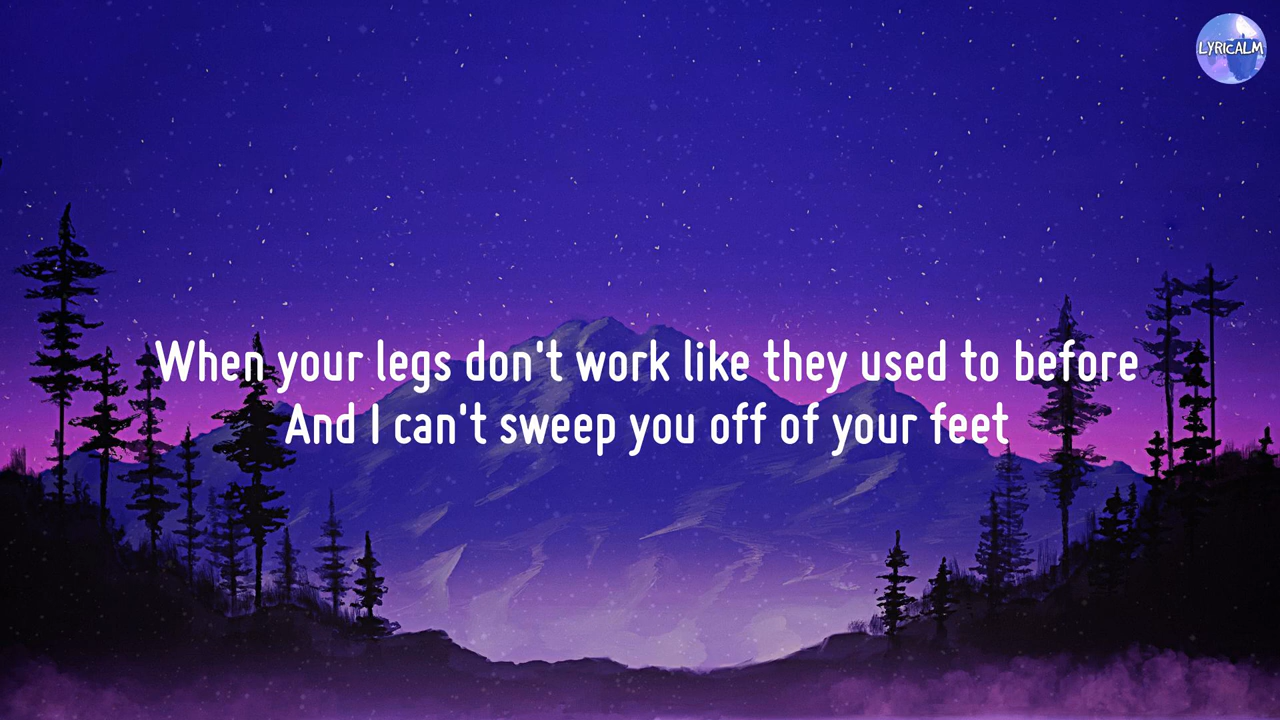 LYRICALM
When your legs don't work like they used to before
And I can't sweep you off of your feet